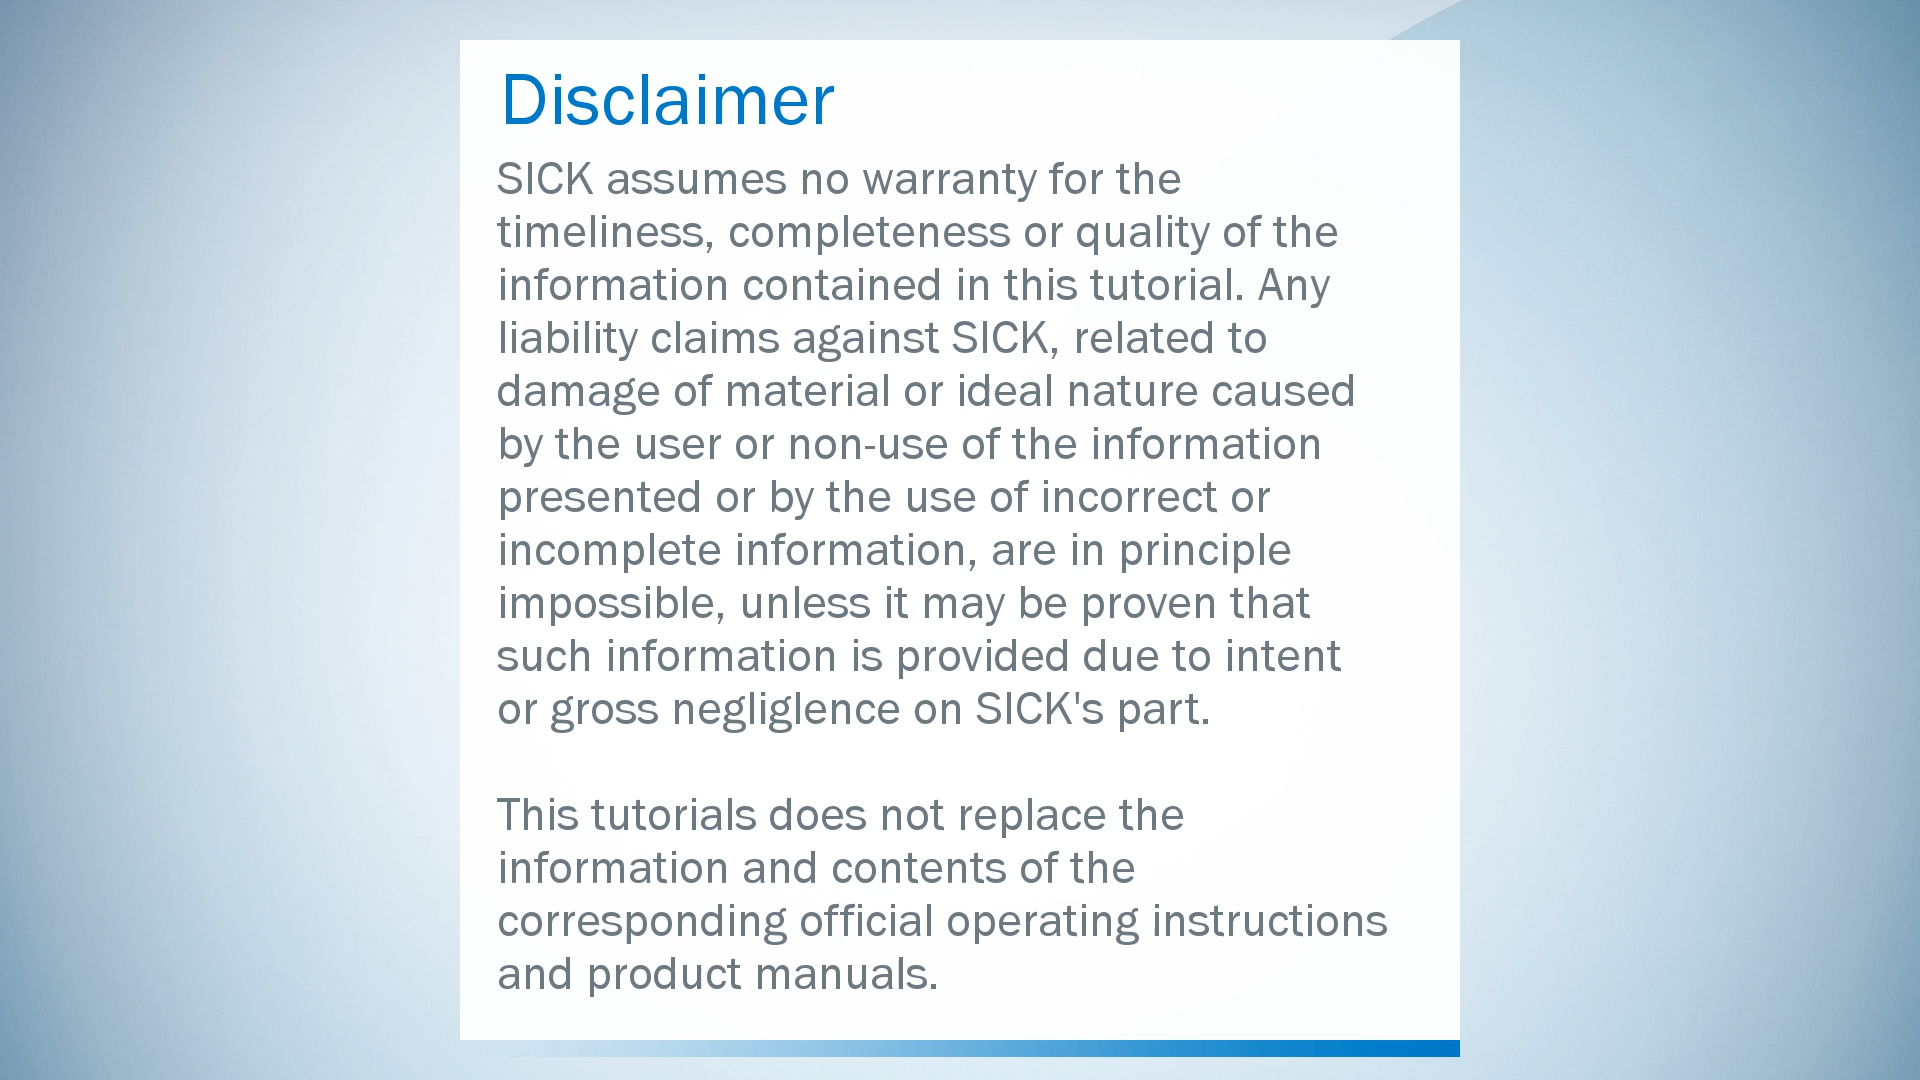 Disclaimer
SICK assumes no warranty for the
timeliness, completeness or quality of the
information contained in this tutorial. Any
liability claims against SICK, related to
damage of material or ideal nature caused
by the user or non-use of the information
presented or by the use of incorrect or
incomplete information, are in principle
impossible, unless it may be proven that
such information is provided due to intent
or gross negliglence on SICK's part.
This tutorials does not replace the
information and contents of the
corresponding official operating instructions
and product manuals.